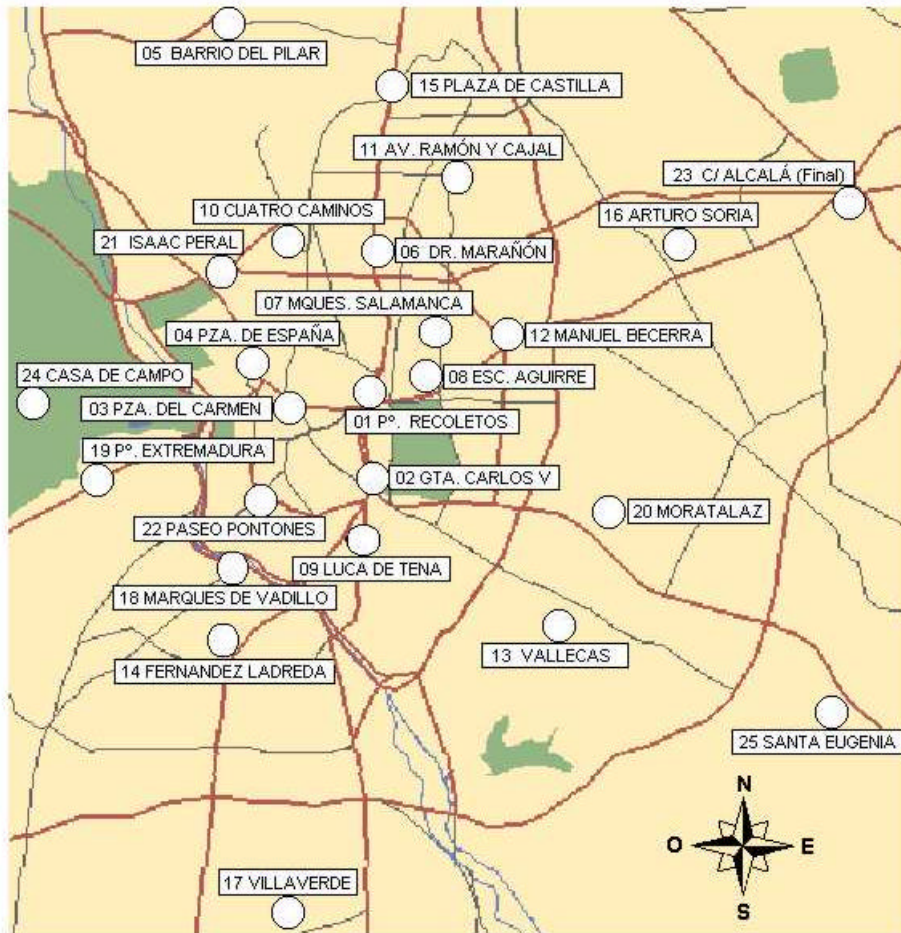 05 BARRIO DEL PILAR
15 PLAZA DE CASTILLA
11 AV. RAMÓN Y CAJAL
23 C/ ALCALÁ (Final)
10 CUATRO CAMINOS
16 ARTURO SORIA
21 ISAAC PERAL
06 DR. MARAÑÓN
07 MQUES. SALAMANCA
04 PZA. DE ESPAÑA
12 MANUEL BECERRA
24 CASA DE CAMPO
08 ESC. AGUIRRE
03 PZA. DEL CARMEN
01 Pº. RECOLETOS
19 Pº. EXTREMADURA
02 GTA. CARLOS V
20 MORATALAZ
22 PASEO PONTONES
09 LUCA DE TENA
18 MARQUES DE VADILLO
13 VALLECAS
14 FERNANDEZ LADREDA
25 SANTA EUGENIA
N
O E
S
17 VILLAVERDE